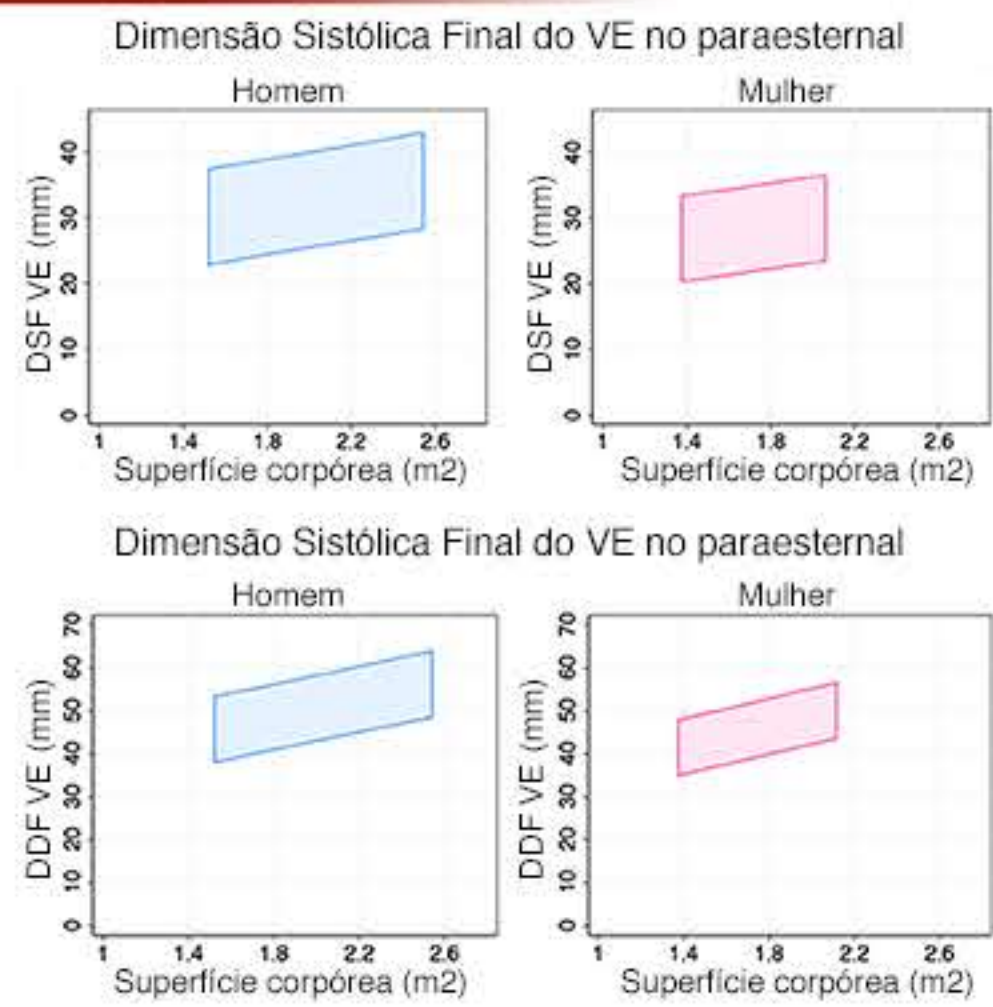 Dimensão Sistólica Final do VE no paraesternal
Homem
Mulher
DSF VE (mm)
40
30
20
10
0
1 1.4 1.8 2.2 2.6
Superfície corpórea (m2)
DSF VE (mm)
40
30
20
10
0
1 1.4 1.8 2.2 2.6
Superfície corpórea (m2)
Dimensão Sistólica Final do VE no paraesternal
Homem
Mulher
DDF VE (mm)
70
60
50
40
30
20
10
0
1 1.4 1.8 2.2 2.6
Superfície corpórea (m2)
DDF VE (mm)
70
60
50
40
30
20
10
0
1 1.4 1.8 2.2 2.6
Superfície corpórea (m2)